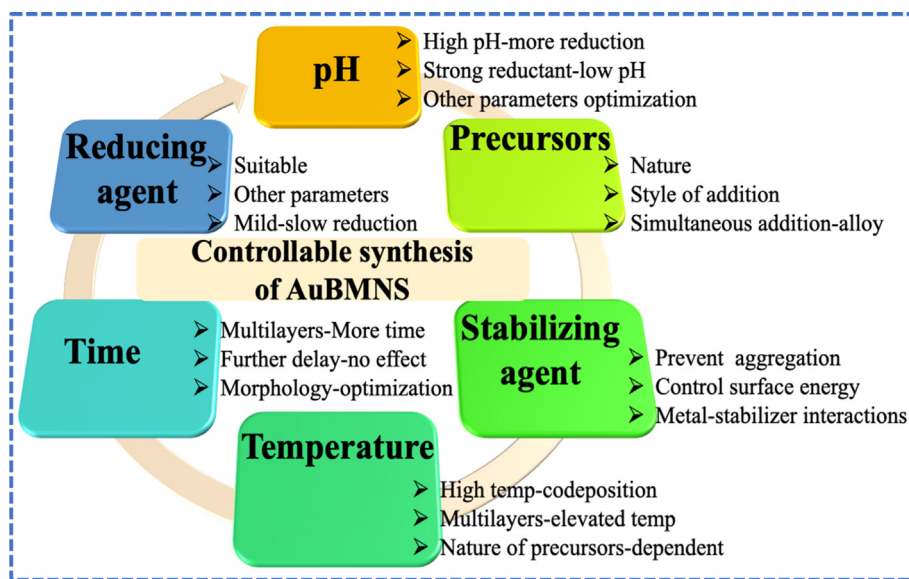 pH
➢ High pH-more reduction
➢ Strong reductant-low pH
➢ Other parameters optimization
Precursors
➢ Nature
➢ Style of addition
➢ Simultaneous addition-alloy
Stabilizing
agent
➢ Prevent aggregation
➢ Control surface energy
➢ Metal-stabilizer interactions
Temperature
➢ High temp-codeposition
➢ Multilayers-elevated temp
➢ Nature of precursors-dependent
Time
➢ Multilayers-More time
➢ Further delay-no effect
➢ Morphology-optimization
Reducing
agent
➢ Suitable
➢ Other parameters
➢ Mild-slow reduction
Controllable synthesis
of AuBMNS